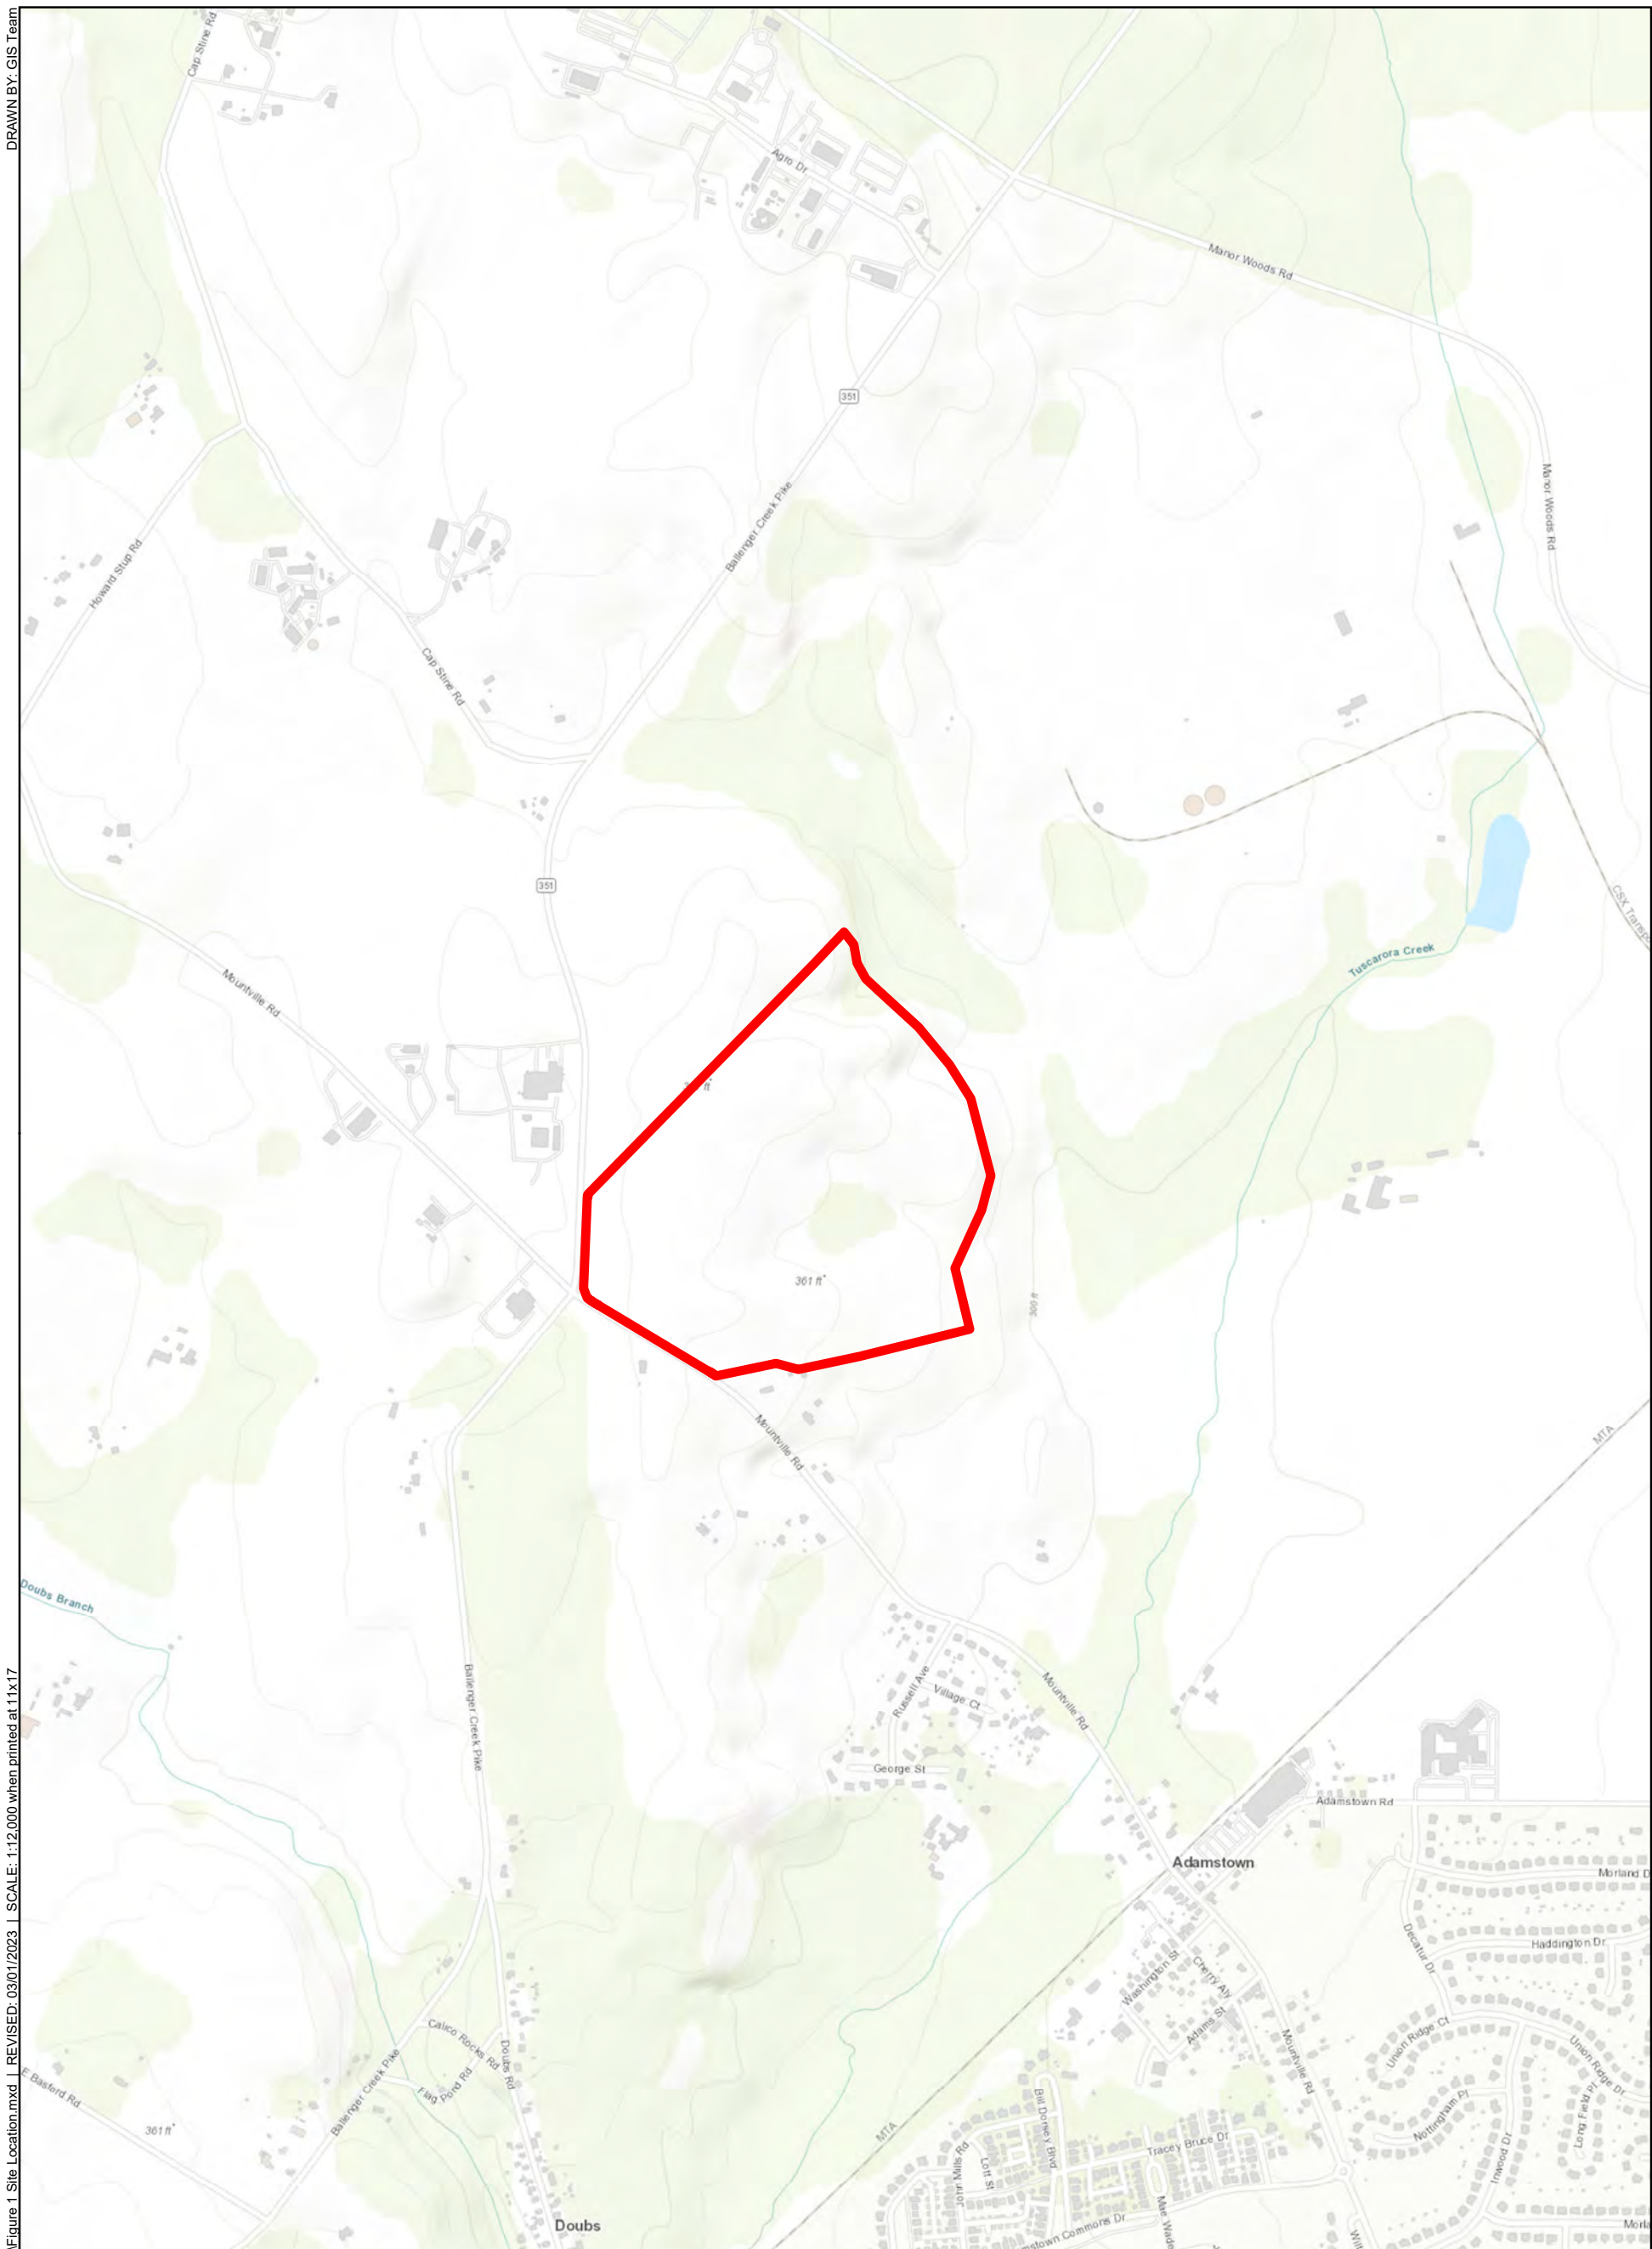 DRAWN BY: GIS Team
Cap Stine Rd
Agro Dr
Manor Woods Rd
351
Manor Woods Rd
Ballenger Creek Pike
Howard Stup Rd
Cap Stine Rd
351
CSX
Tuscarora Creek
Mountville Rd
361 ft
300 ft
Mountville Rd
MTA
Doubs Branch
Ballenger Creek Pike
Russell Ave
Village Ct
Mountville Rd
George St
Adamstown Rd
Adamstown
Morland D
Decatur Dr
Haddington Dr
Washington St
Cherry Aly
Adams St
Mountville Rd
Union Ridge Ct
Union Ridge Dr
Calico Rocks Rd
Doubs Rd
Flag Pond Rd
Ballenger Creek Pike
E Basford Rd
361 ft
MTA
Bill Dorsey Blvd
Tracey Bruce Dr
Nottingham Pl
Long Field Pl
Inwood Dr
John Mills Rd
Lott St
Mae Wade
stown Commons Dr
Doubs
\Figure 1 Site Location.mxd | REVISED: 03/01/2023 | SCALE: 1:12,000 when printed at 11x17